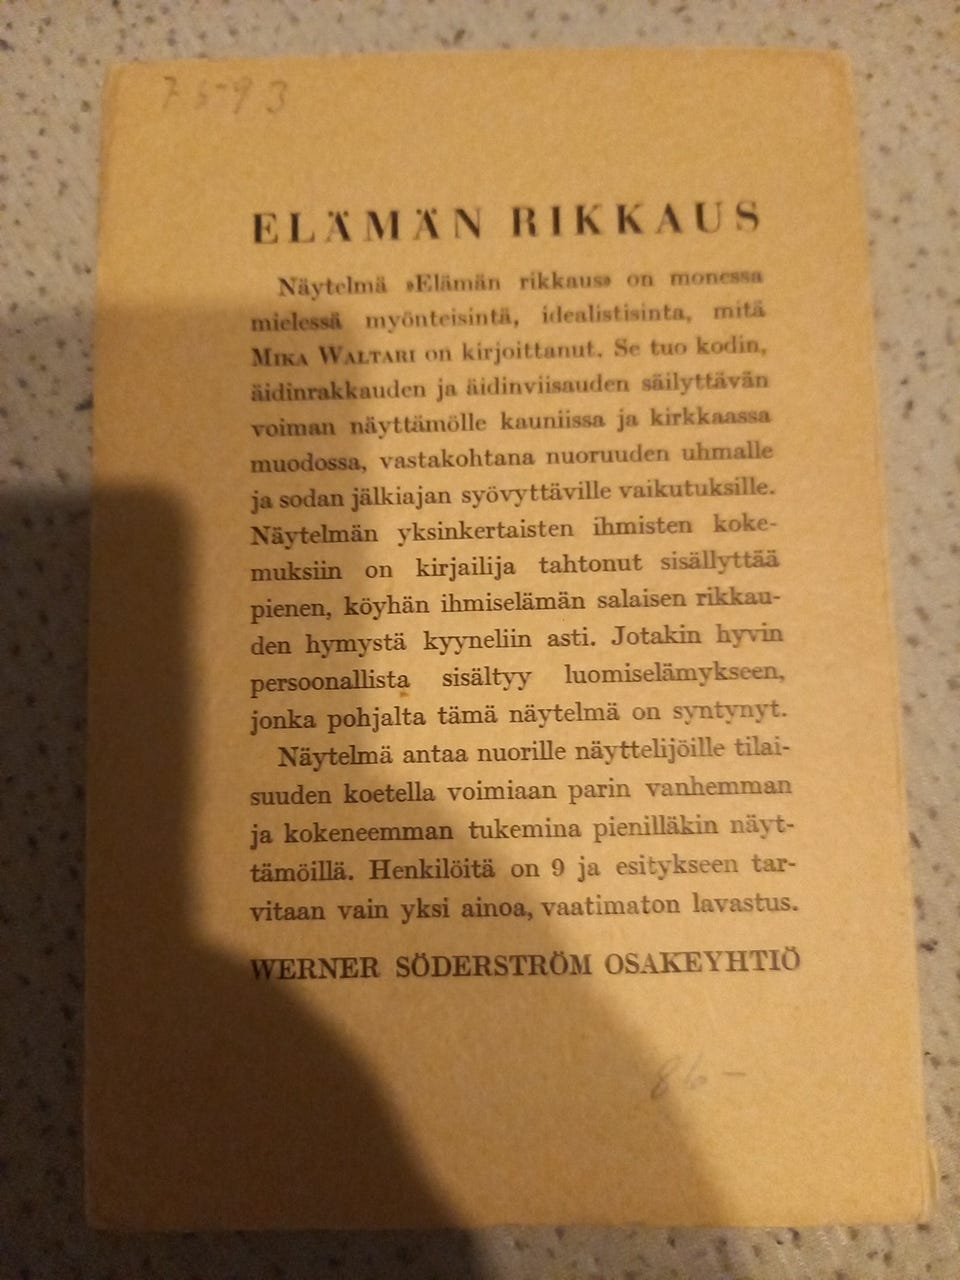 7-5-93
ELÄMÄN RIKKAUS
Näytelmä »Elämän rikkaus» on monessa
mielessä myönteisintä, idealistisinta, mitä
MIKA WALTARI on kirjoittanut. Se tuo kodin,
äidinrakkauden ja äidinviisauden säilyttävän
voiman näyttämölle kauniissa ja kirkkaassa
muodossa, vastakohtana nuoruuden uhmalle
ja sodan jälkiajan syövyttäville vaikutuksille.
Näytelmän yksinkertaisten ihmisten koke-
muksiin on kirjailija tahtonut sisällyttää
pienen, köyhän ihmiselämän salaisen rikkau-
den hymystä kyyneliin asti. Jotakin hyvin
persoonallista sisältyy luomiselämykseen,
jonka pohjalta tämä näytelmä on syntynyt.
Näytelmä antaa nuorille näyttelijöille tilai-
suuden koetella voimiaan parin vanhemman
ja kokeneemman tukemina pienilläkin näyt-
tämöillä. Henkilöitä on 9 ja esitykseen tar-
vitaan vain yksi ainoa, vaatimaton lavastus.
WERNER SÖDERSTRÖM OSAKEYHTIÖ
86-